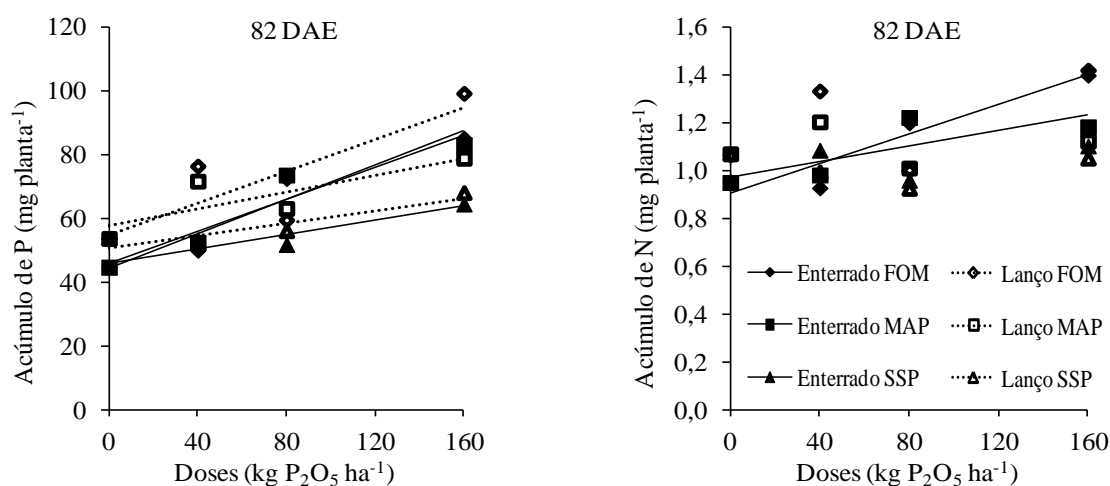 82 DAE
Acúmulo de P (mg planta⁻¹)
120
100
80
60
40
20
0
0 40 80 120 160
Doses (kg P₂O₅ ha⁻¹)
82 DAE
Acúmulo de N (mg planta⁻¹)
1,6
1,4
1,2
1,0
0,8
0,6
0,4
0,2
0,0
Enterrado FOM
Lanço FOM
Enterrado MAP
Lanço MAP
Enterrado SSP
Lanço SSP
0 40 80 120 160
Doses (kg P₂O₅ ha⁻¹)